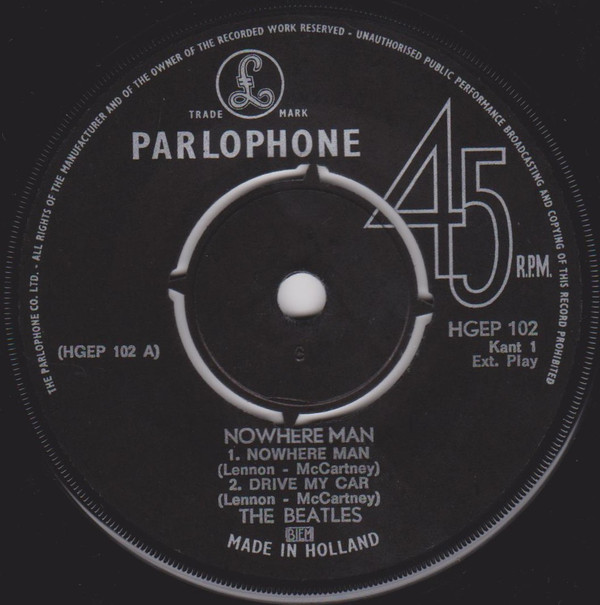 THE PARLOPHONE CO. LTD. - ALL RIGHTS OF THE MANUFACTURER AND OF THE OWNER OF THE RECORDED WORK RESERVED - UNAUTHORISED PUBLIC PERFORMANCE BROADCASTING AND COPYING OF THIS RECORD PROHIBITED
£
TRADE MARK
PARLOPHONE
45
R.P.M.
HGEP 102
(HGEP 102 A)
Kant 1
Ext. Play
NOWHERE MAN
1. NOWHERE MAN
(Lennon - McCartney)
2. DRIVE MY CAR
(Lennon - McCartney)
THE BEATLES
BIEM
MADE IN HOLLAND